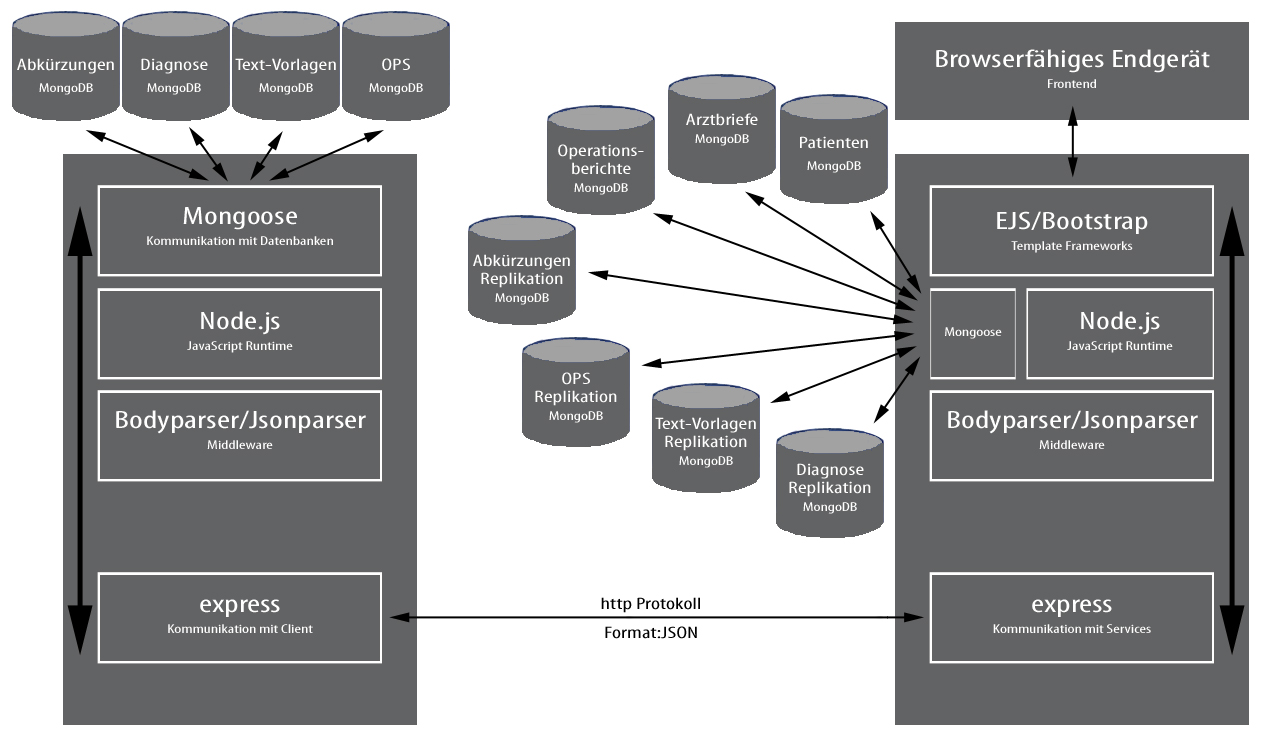 Abkürzungen
MongoDB
Diagnose
MongoDB
Text-Vorlagen
MongoDB
OPS
MongoDB
Mongoose
Kommunikation mit Datenbanken
Node.js
JavaScript Runtime
Bodyparser/Jsonparser
Middleware
express
Kommunikation mit Client
Operations-
berichte
MongoDB
Arztbriefe
MongoDB
Patienten
MongoDB
Abkürzungen
Replikation
MongoDB
OPS
Replikation
MongoDB
Text-Vorlagen
Replikation
MongoDB
Diagnose
Replikation
MongoDB
http Protokoll
Format:JSON
Browserfähiges Endgerät
Frontend
EJS/Bootstrap
Template Frameworks
Mongoose
Node.js
JavaScript Runtime
Bodyparser/Jsonparser
Middleware
express
Kommunikation mit Services